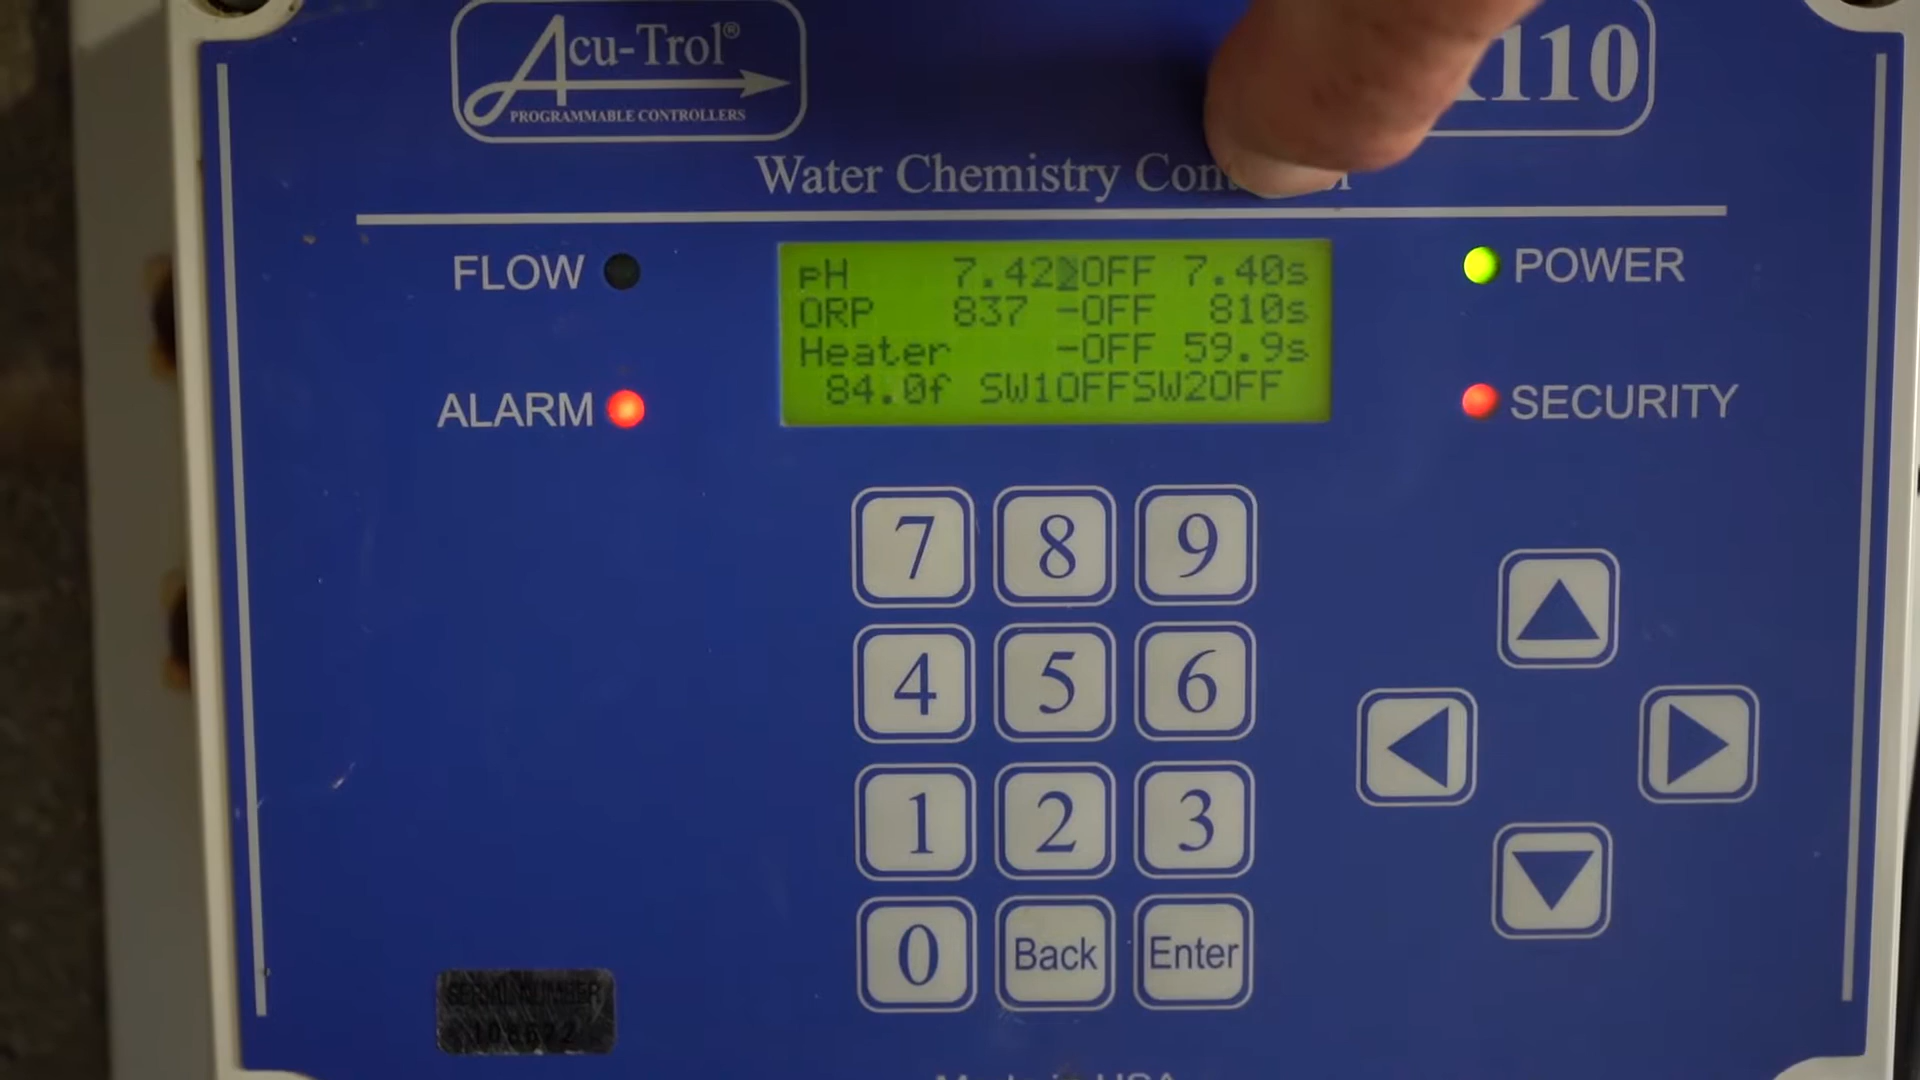 Acu-Trol®
PROGRAMMABLE CONTROLLERS
110
Water Chemistry
FLOW
POWER
ALARM
SECURITY
pH 7.42 OFF 7.40s
ORP 837 -OFF 810s
Heater -OFF 59.9s
84.0f SW1OFFSW2OFF
7 8 9
4 5 6
1 2 3
0 Back Enter
SERIAL NUMBER